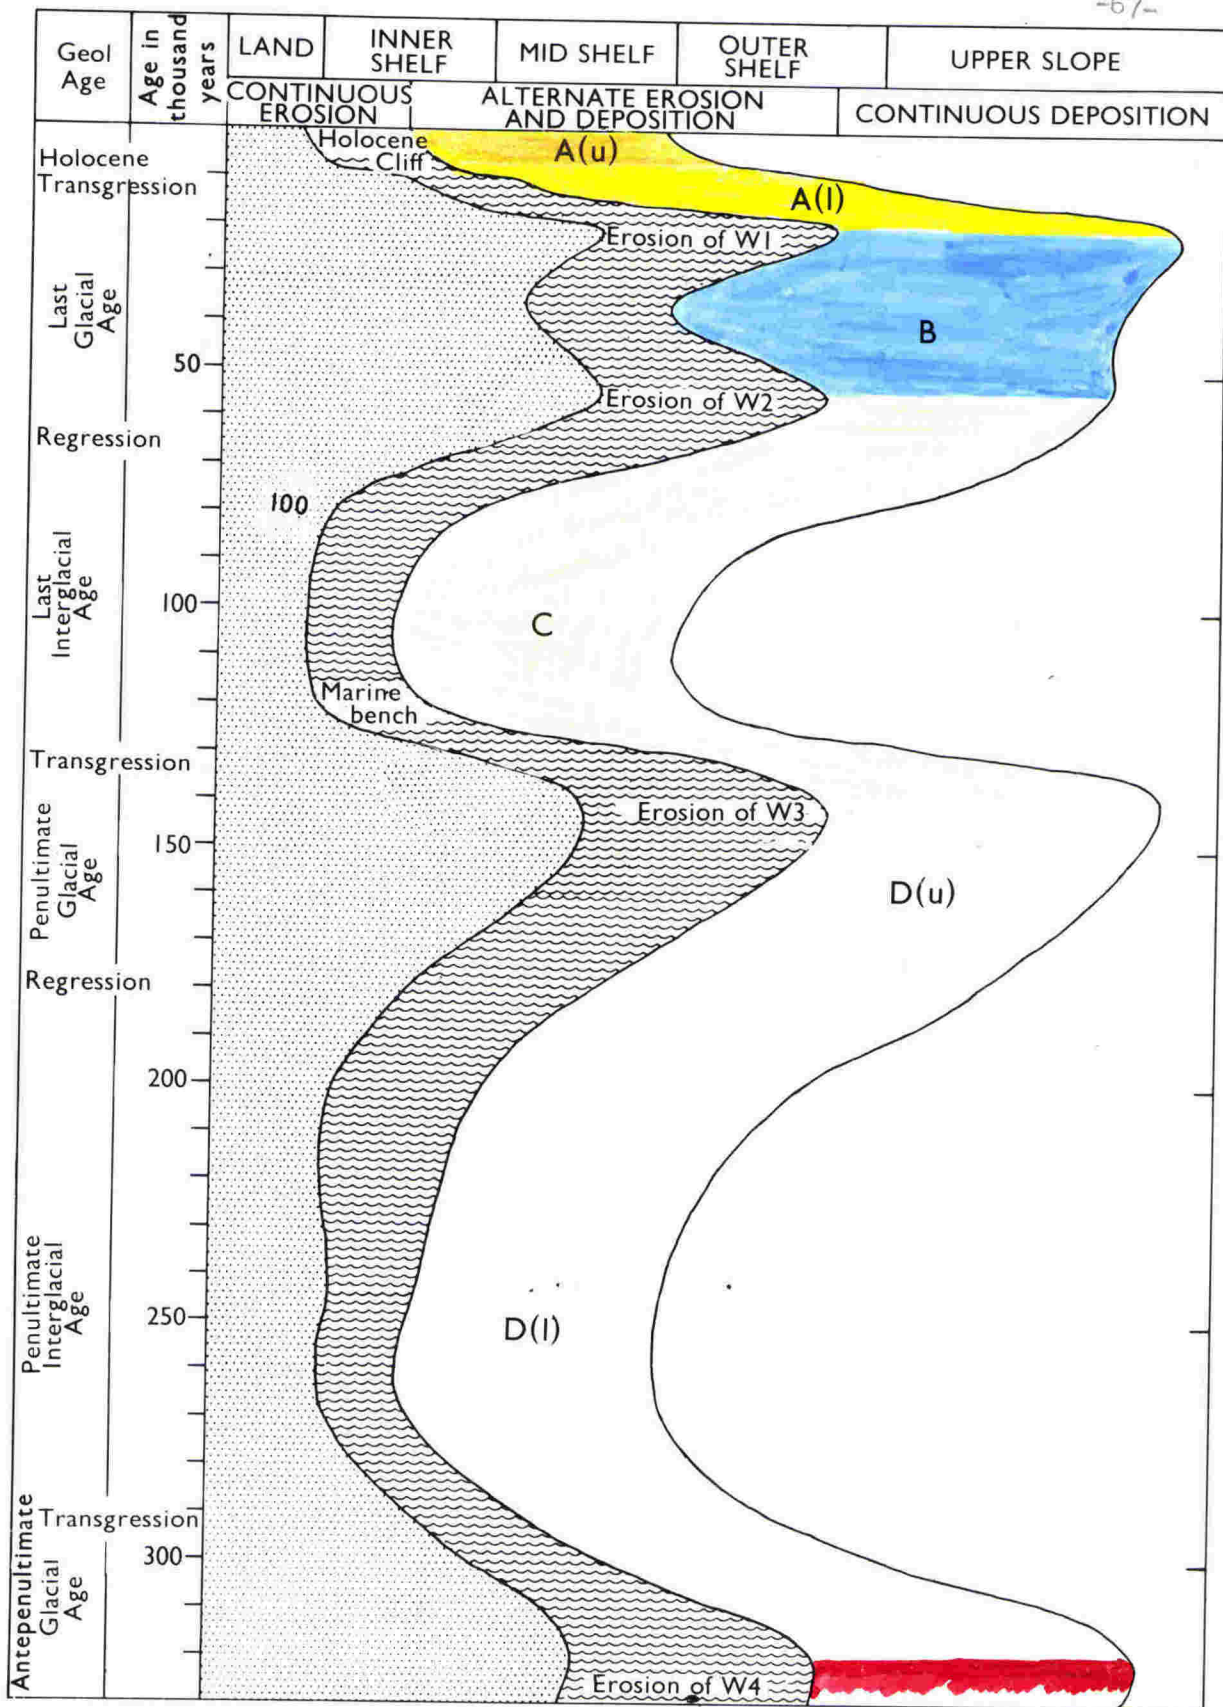 -67-
Geol
Age
Age in
thousand
years
LAND
INNER
SHELF
MID SHELF
OUTER
SHELF
UPPER SLOPE
CONTINUOUS
EROSION
ALTERNATE EROSION
AND DEPOSITION
CONTINUOUS DEPOSITION
Holocene
Transgression
Holocene
Cliff
A(u)
A(l)
Erosion of W1
Last
Glacial
Age
B
50
Erosion of W2
Regression
100
Last
Interglacial
Age
100
C
Marine
bench
Transgression
Penultimate
Glacial
Age
Erosion of W3
150
D(u)
Regression
200
Penultimate
Interglacial
Age
250
D(l)
Antepenultimate
Glacial
Age
Transgression
300
Erosion of W4